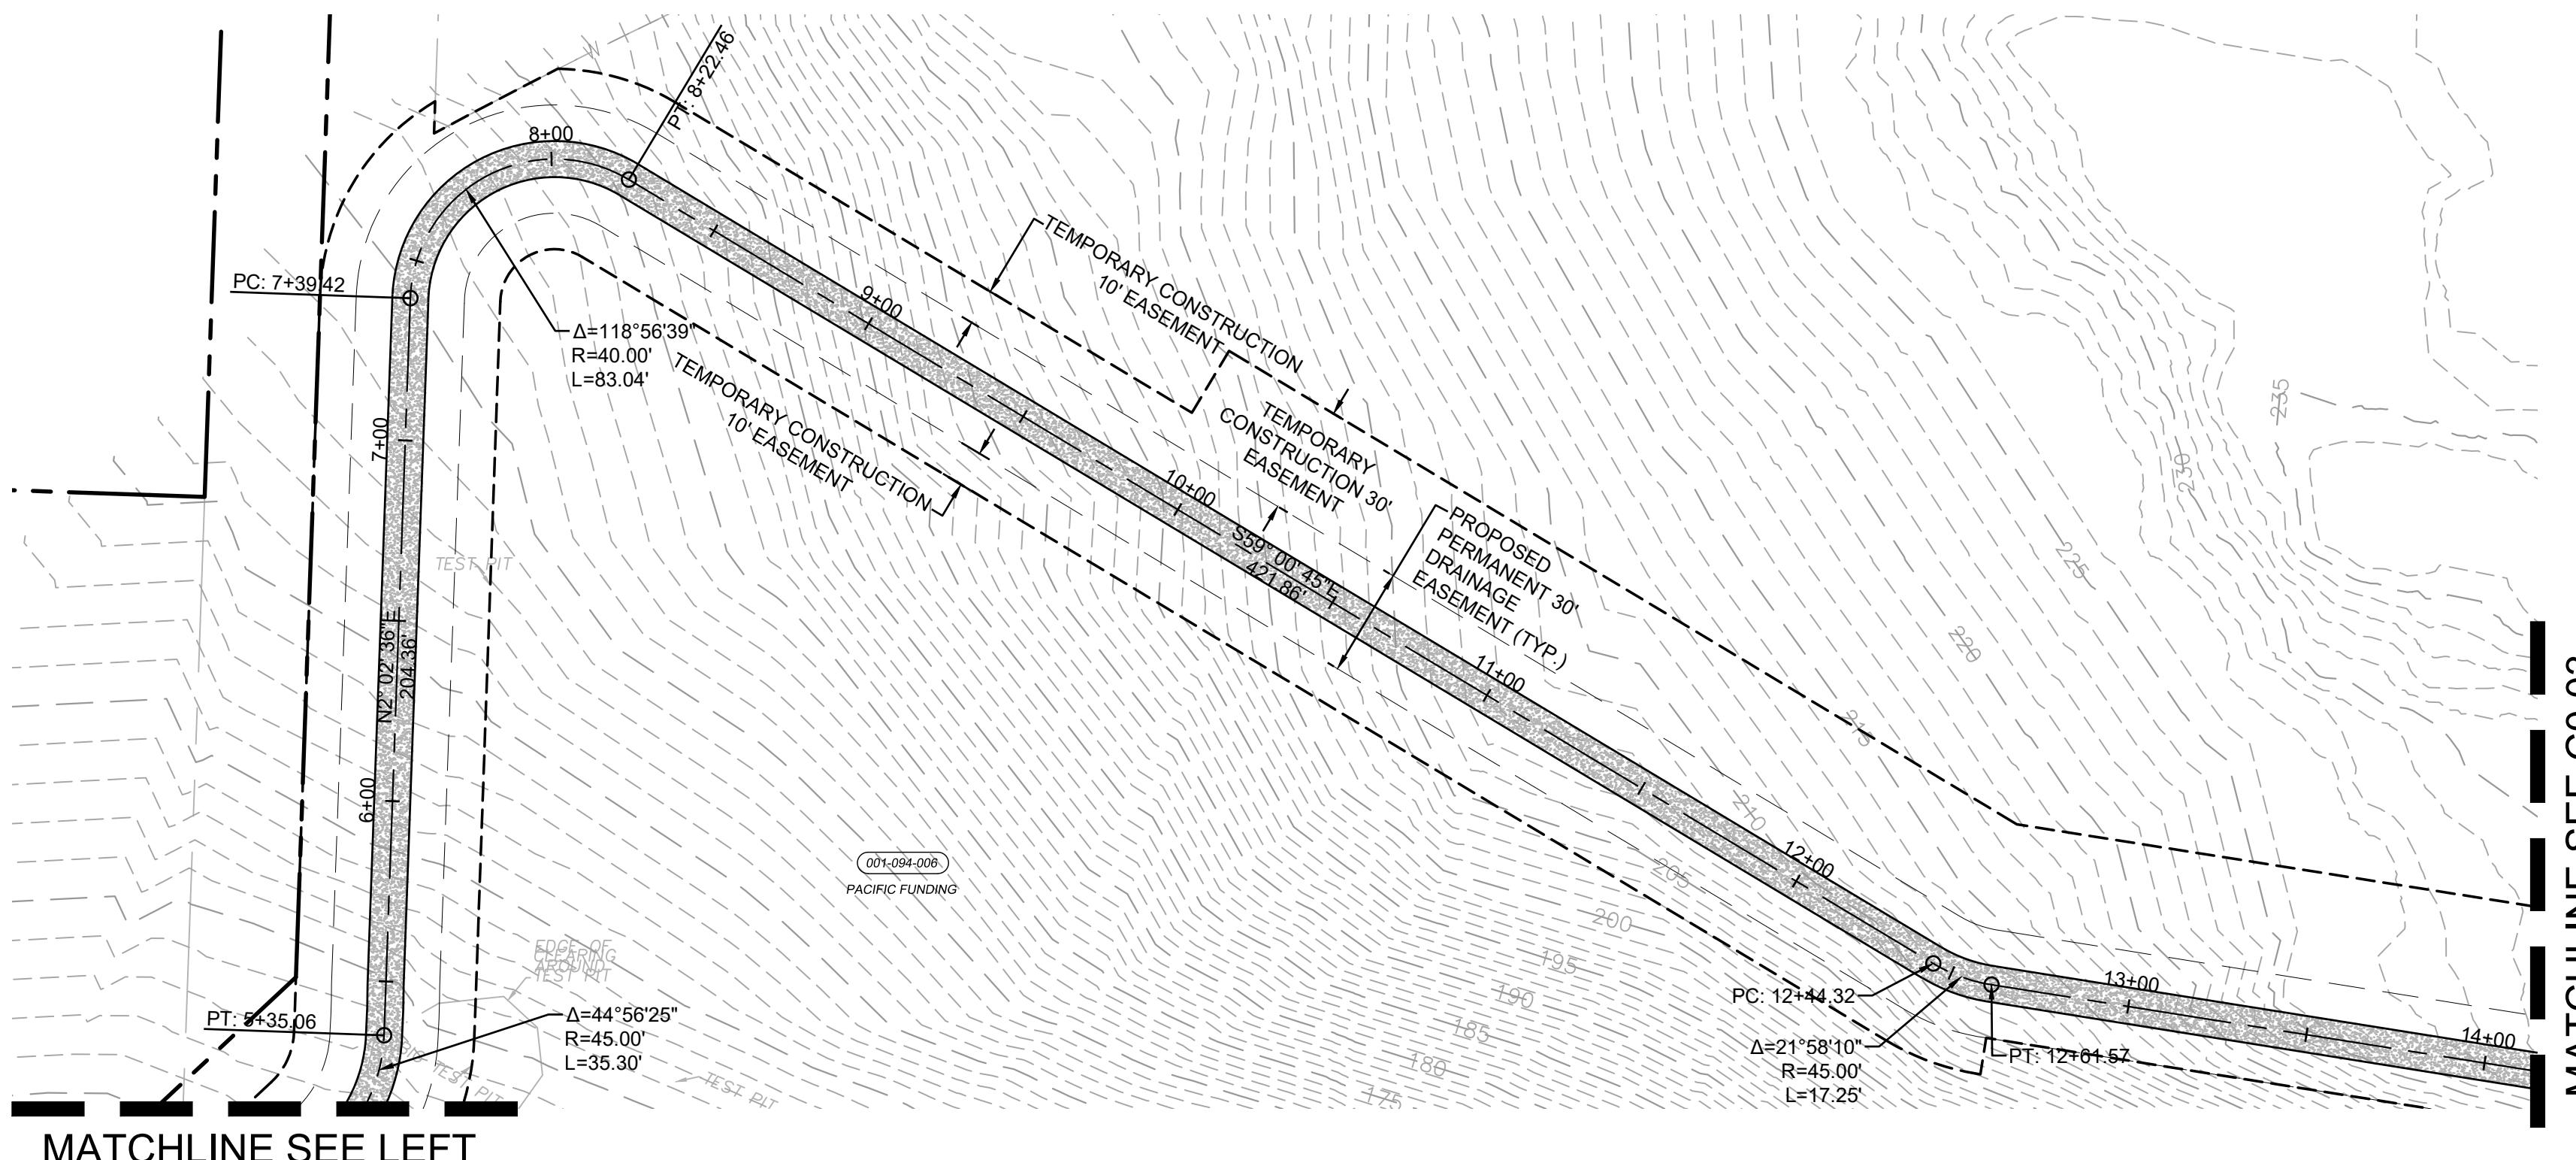 PT: 8+22.46
8+00
PC: 7+39.42
Δ=118°56'39"
R=40.00'
L=83.04'
9+00
TEMPORARY CONSTRUCTION
10' EASEMENT
TEMPORARY CONSTRUCTION
10' EASEMENT
TEMPORARY
CONSTRUCTION 30'
EASEMENT
7+00
10+00
S59° 00' 45"E
421.86'
PROPOSED
PERMANENT 30'
DRAINAGE
EASEMENT (TYP.)
235
230
225
220
215
210
205
200
195
190
185
180
175
TEST PIT
N2° 02' 36"E
204.36'
11+00
6+00
12+00
001-094-006
PACIFIC FUNDING
EDGE OF
CLEARING
AROUND
TEST PIT
PT: 5+35.06
Δ=44°56'25"
R=45.00'
L=35.30'
TEST PIT
TEST PIT
PC: 12+44.32
13+00
14+00
Δ=21°58'10"
R=45.00'
L=17.25'
PT: 12+61.57
MATCHLINE SEE LEFT